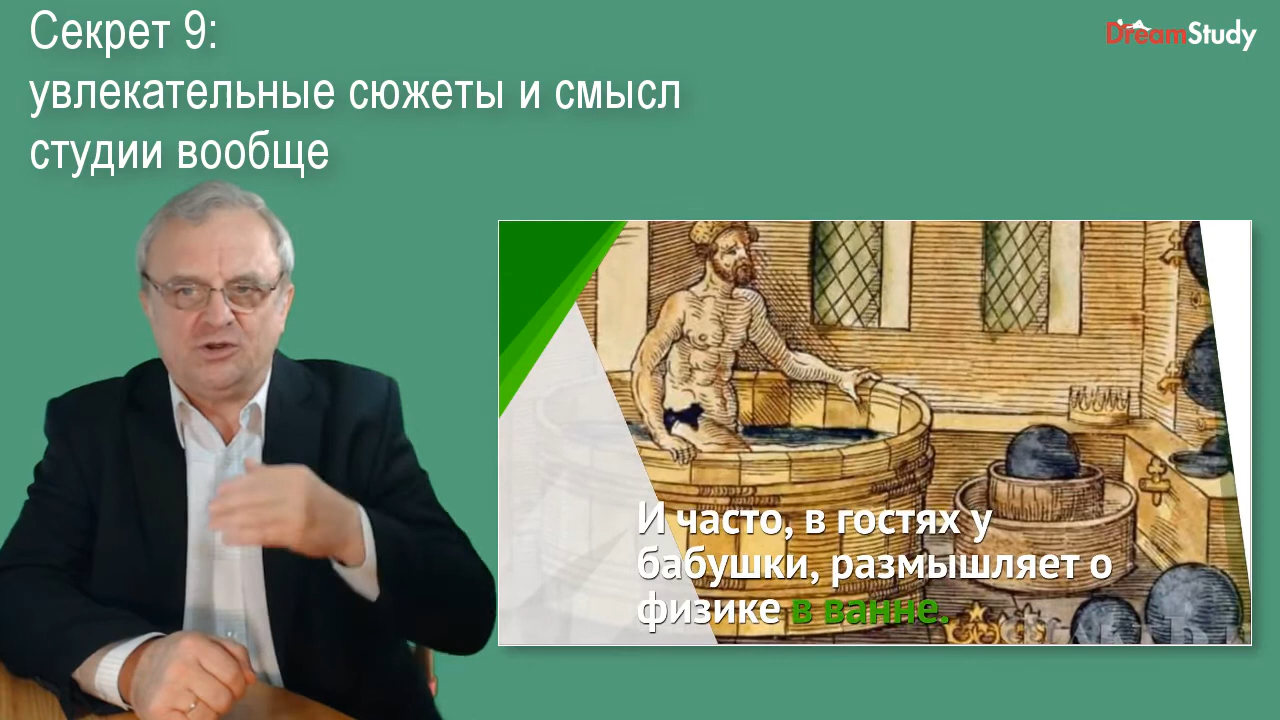 Секрет 9:
увлекательные сюжеты и смысл
студии вообще
DreamStudy
И часто, в гостях у
бабушки, размышляет о
физике в ванне.